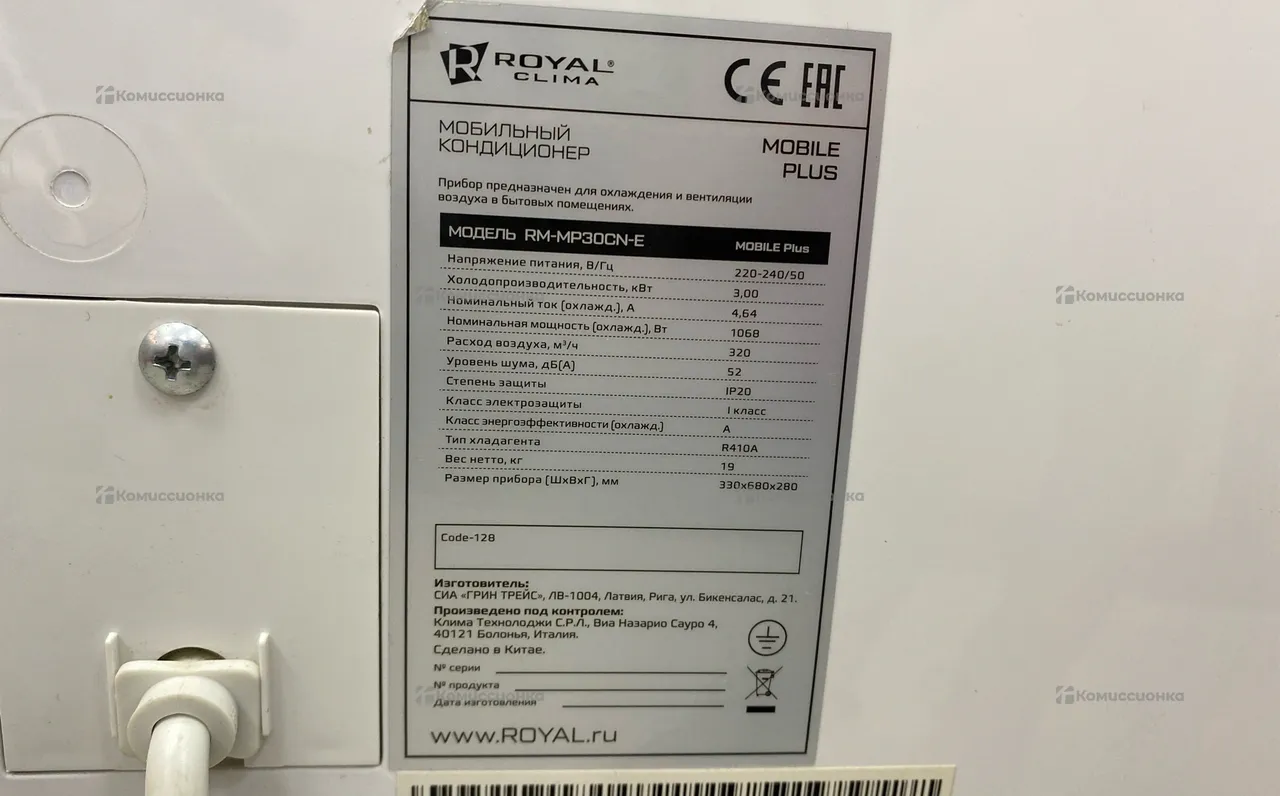 ROYAL®
CLIMA
CE EAC
МОБИЛЬНЫЙ
КОНДИЦИОНЕР
MOBILE
PLUS
Прибор предназначен для охлаждения и вентиляции
воздуха в бытовых помещениях.
МОДЕЛЬ RM-MP30CN-E MOBILE Plus
Напряжение питания, В/Гц 220-240/50
Холодопроизводительность, кВт 3,00
Номинальный ток (охлажд.), А 4,64
Номинальная мощность (охлажд.), Вт 1068
Расход воздуха, м³/ч 320
Уровень шума, дБ(А) 52
Степень защиты IP20
Класс электрозащиты I класс
Класс энергоэффективности (охлажд.) A
Тип хладагента R410A
Вес нетто, кг 19
Размер прибора (ШхВхГ), мм 330x680x280
Code-128
Изготовитель:
СИА «ГРИН ТРЕЙС», ЛВ-1004, Латвия, Рига, ул. Бикенсалас, д. 21.
Произведено под контролем:
Клима Технолоджи С.Р.Л., Виа Назарио Сауро 4,
40121 Болонья, Италия.
Сделано в Китае.
№ серии
№ продукта
Дата изготовления
www.ROYAL.ru
Комиссионка
Комиссионка
Комиссионка
Комиссионка
Комиссионка
Комиссионка